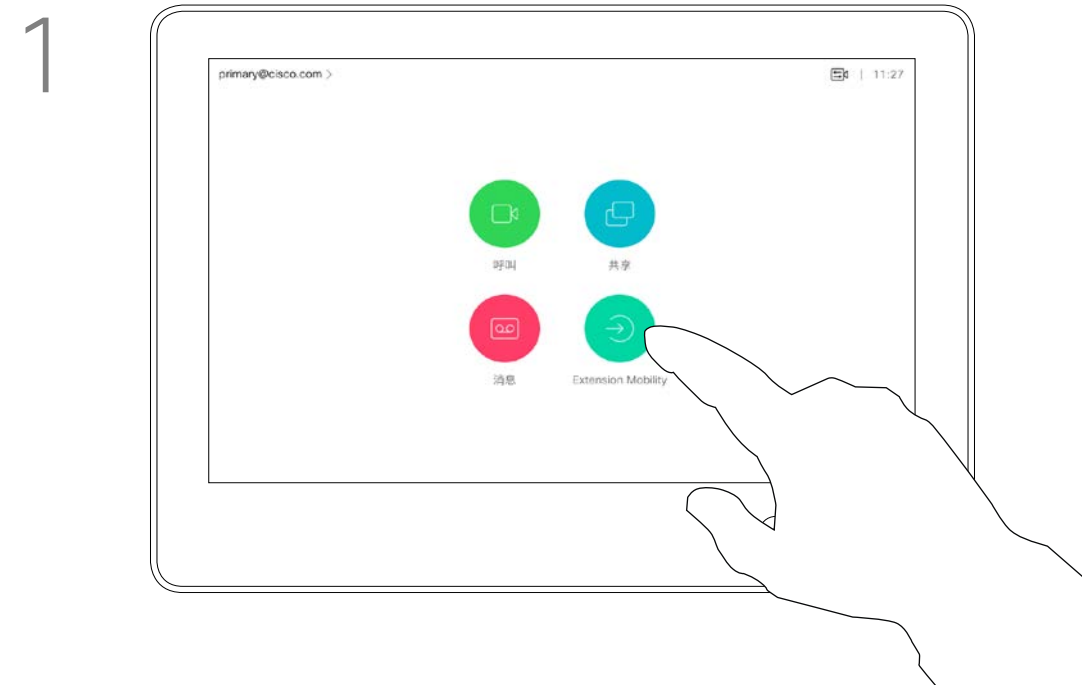 1
primary@cisco.com >
| 11:27
呼叫
共享
消息
Extension Mobility